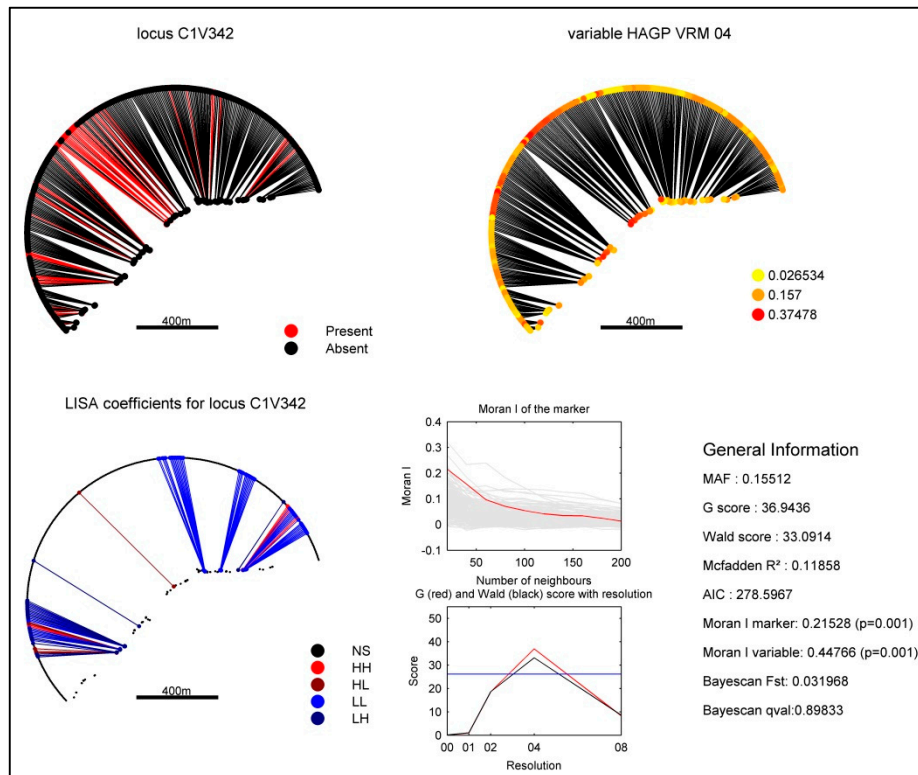 locus C1V342
400m
Present
Absent
variable HAGP VRM 04
400m
0.026534
0.157
0.37478
LISA coefficients for locus C1V342
400m
NS
HH
HL
LL
LH
Moran I of the marker
Moran I
0.4
0.3
0.2
0.1
0
-0.1
50 100 150 200
Number of neighbours
G (red) and Wald (black) score with resolution
Score
50
40
30
20
10
0
00 01 02 04 08
Resolution
General Information
MAF : 0.15512
G score : 36.9436
Wald score : 33.0914
Mcfadden R² : 0.11858
AIC : 278.5967
Moran I marker: 0.21528 (p=0.001)
Moran I variable: 0.44766 (p=0.001)
Bayescan Fst: 0.031968
Bayescan qval:0.89833